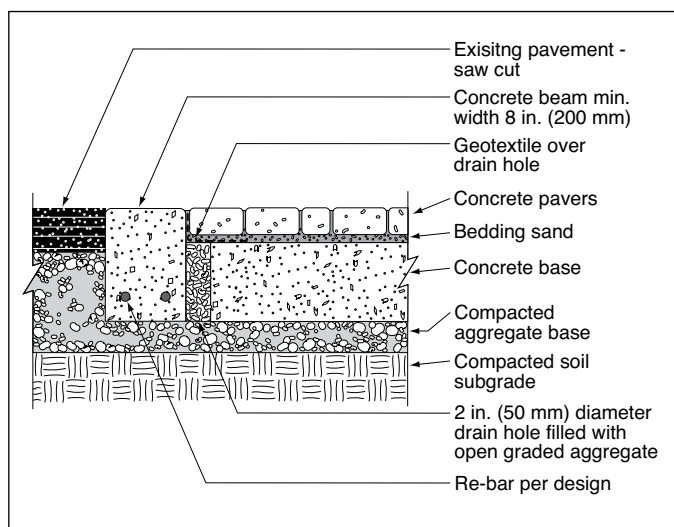 Exisitng pavement -
saw cut
Concrete beam min.
width 8 in. (200 mm)
Geotextile over
drain hole
Concrete pavers
Bedding sand
Concrete base
Compacted
aggregate base
Compacted soil
subgrade
2 in. (50 mm) diameter
drain hole filled with
open graded aggregate
Re-bar per design